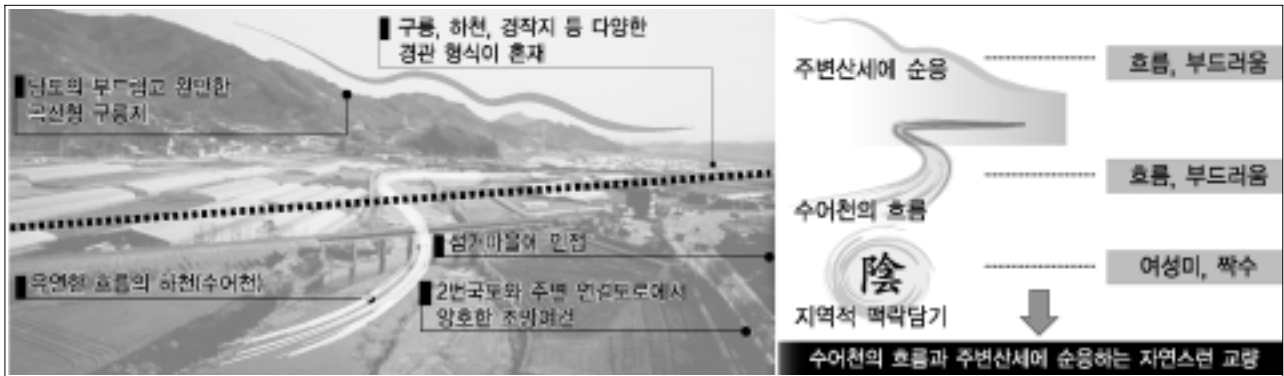 구릉, 하천, 경작지 등 다양한
경관 형식이 혼재
남도의 부드럽고 완만한
곡선형 구릉지
섬거마을에 인접
유연한 흐름의 하천(수어천)
2번국도와 주변 연결도로에서
양호한 조망여건
주변산세에 순응
흐름, 부드러움
수어천의 흐름
흐름, 부드러움
陰
지역적 맥락담기
여성미, 짝수
수어천의 흐름과 주변산세에 순응하는 자연스런 교량